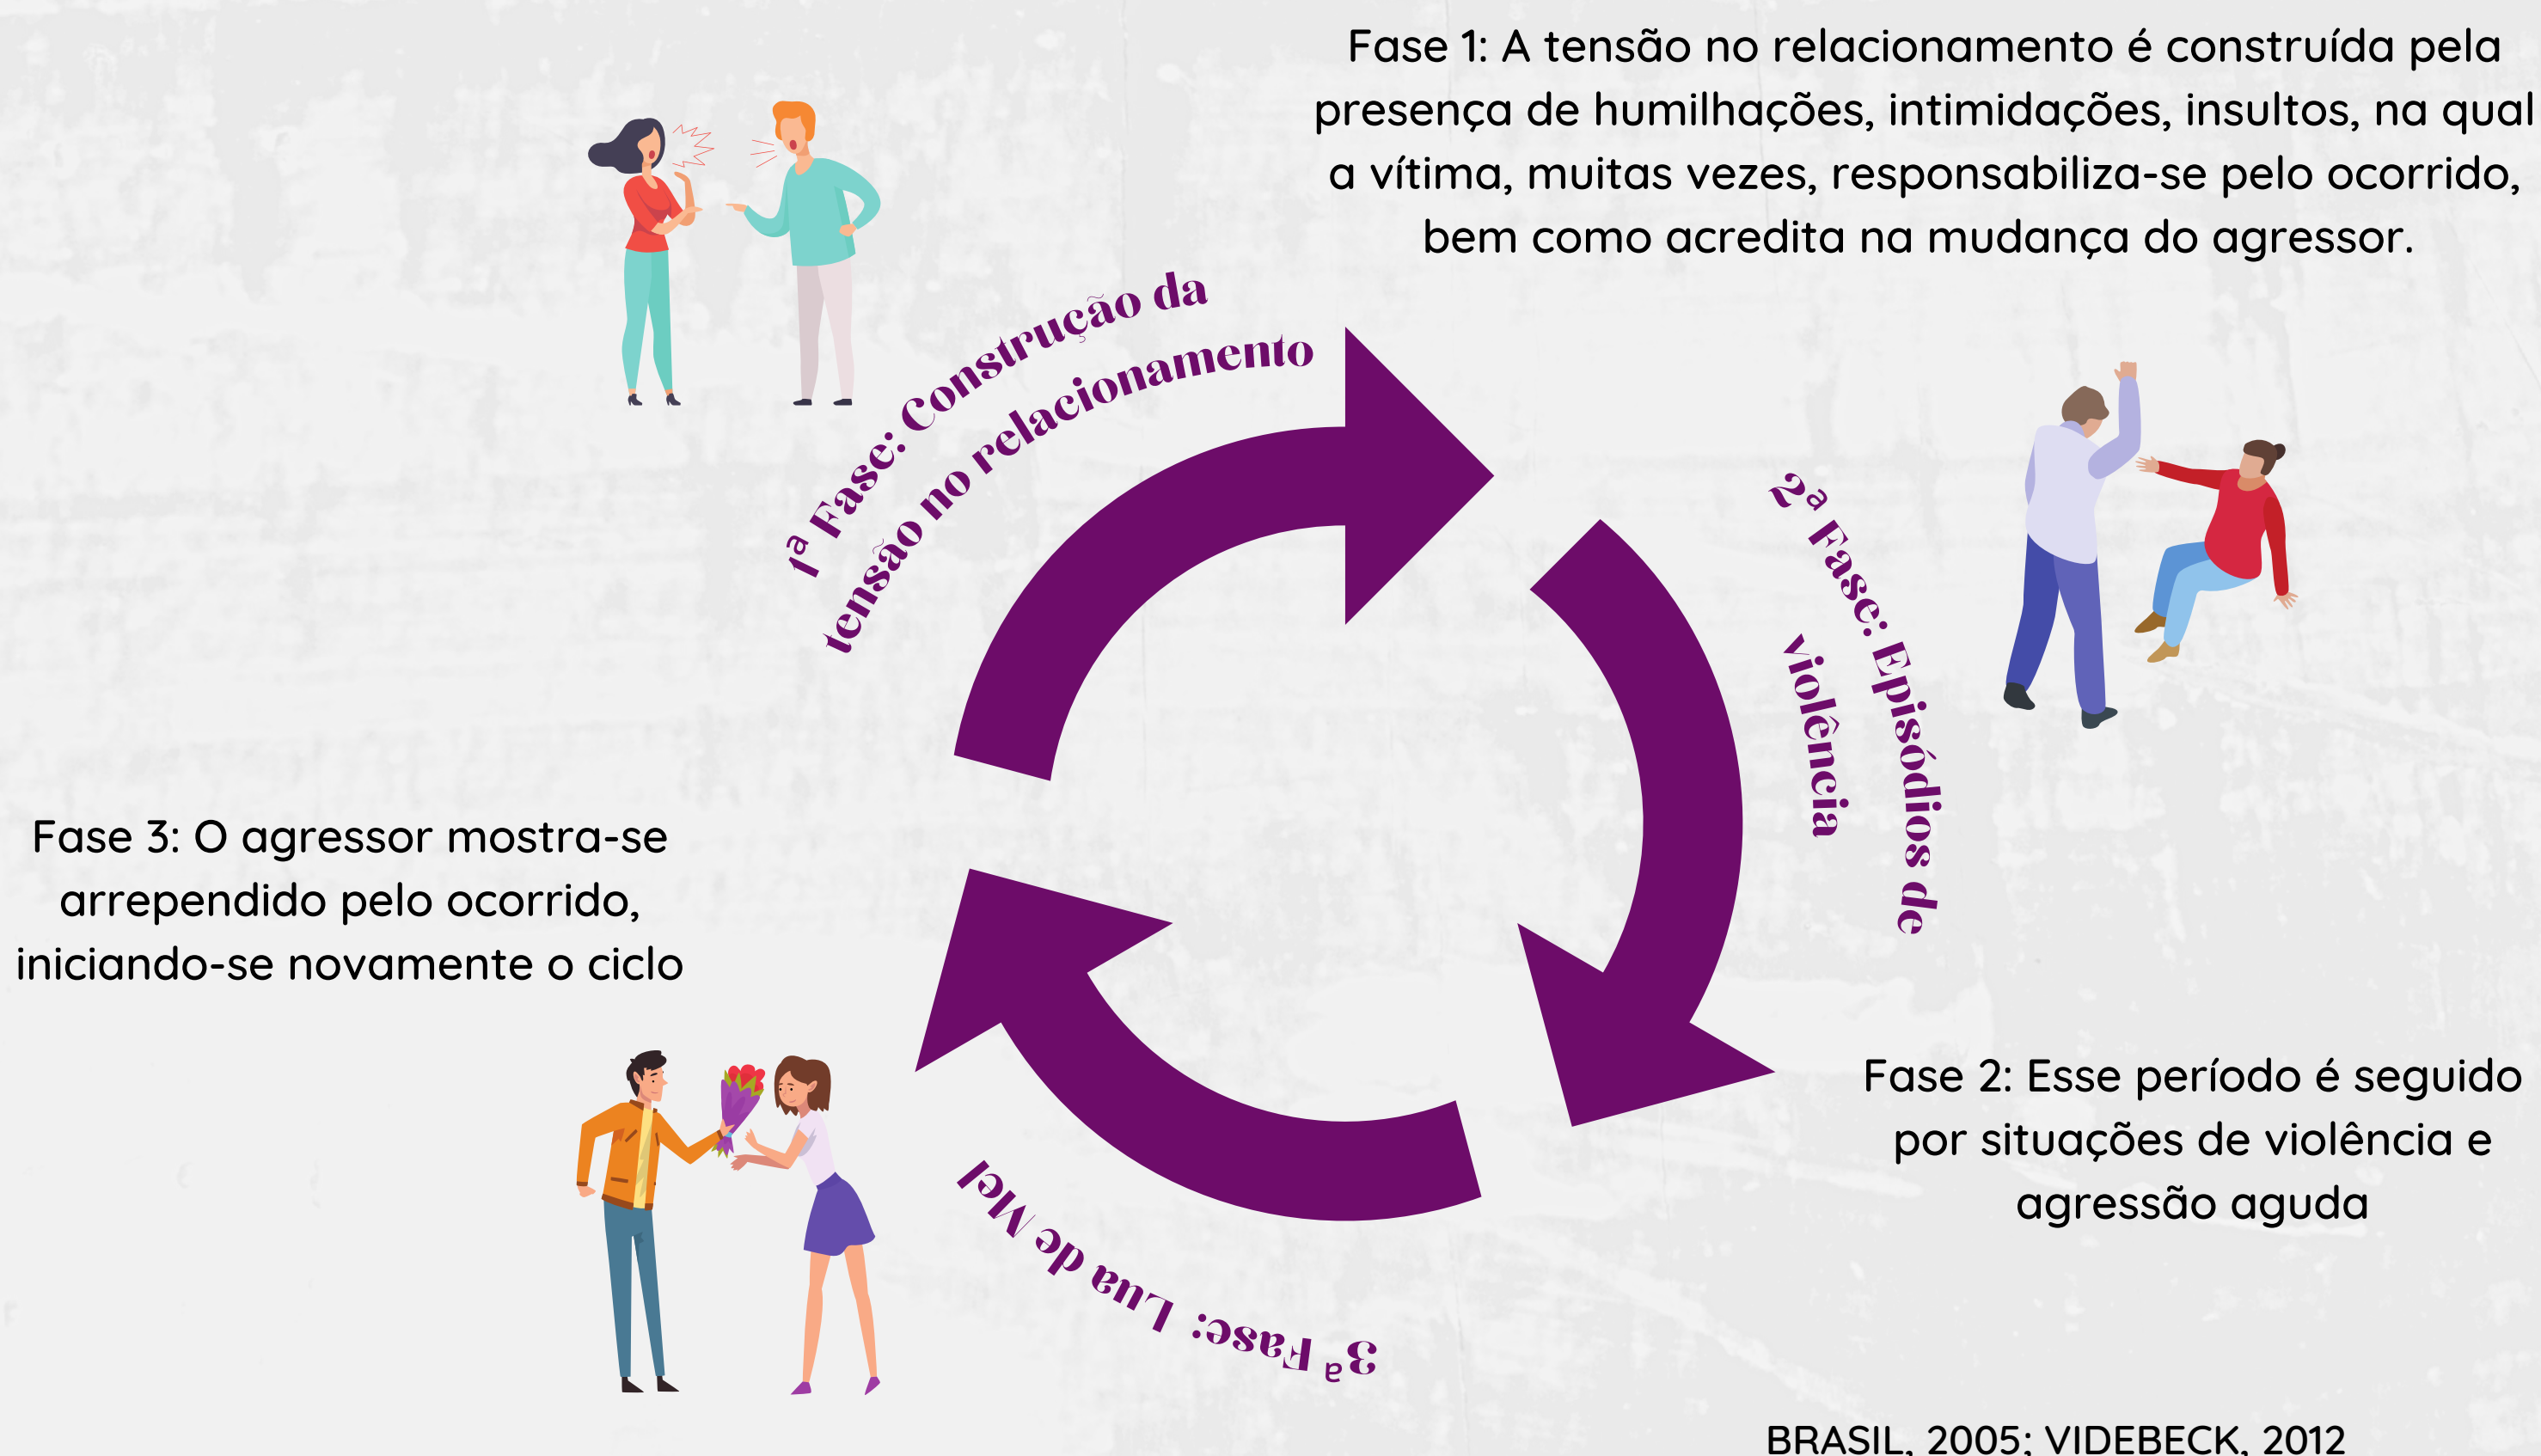 Fase 1: A tensão no relacionamento é construída pela
presença de humilhações, intimidações, insultos, na qual
a vítima, muitas vezes, responsabiliza-se pelo ocorrido,
bem como acredita na mudança do agressor.
1ª Fase: Construção da
tensão no relacionamento
2ª Fase: Episódios de
violência
Fase 3: O agressor mostra-se
arrependido pelo ocorrido,
iniciando-se novamente o ciclo
Fase 2: Esse período é seguido
por situações de violência e
agressão aguda
3ª Fase: Lua de Mel
BRASIL, 2005; VIDEBECK, 2012